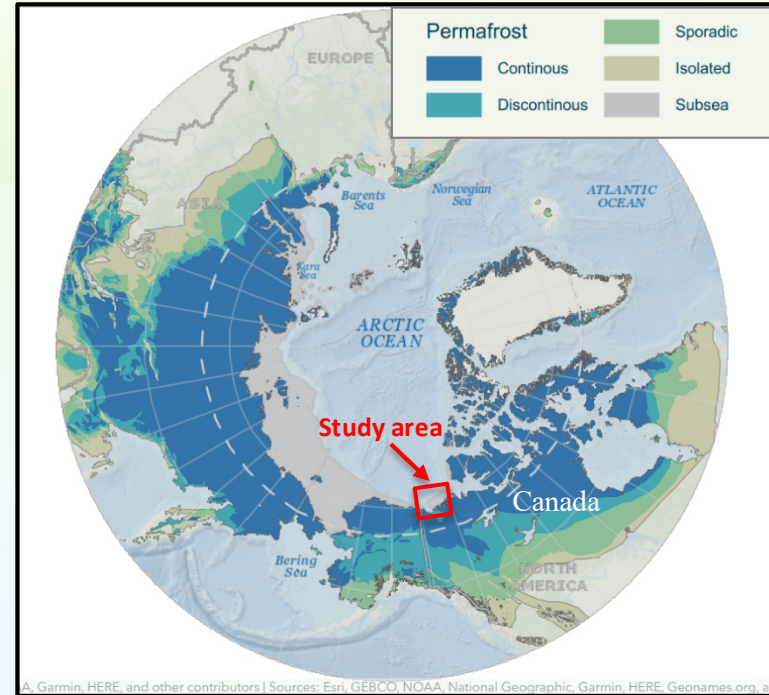 Permafrost
Continous
Discontinous
Sporadic
Isolated
Subsea
EUROPE
ASIA
Barents
Sea
Norwegian
Sea
ATLANTIC
OCEAN
Kara
Sea
ARCTIC
OCEAN
Study area
Canada
Bering
Sea
NORTH
AMERICA
A, Garmin, HERE, and other contributors | Sources: Esri, GEBCO, NOAA, National Geographic, Garmin, HERE, Geonames.org, a